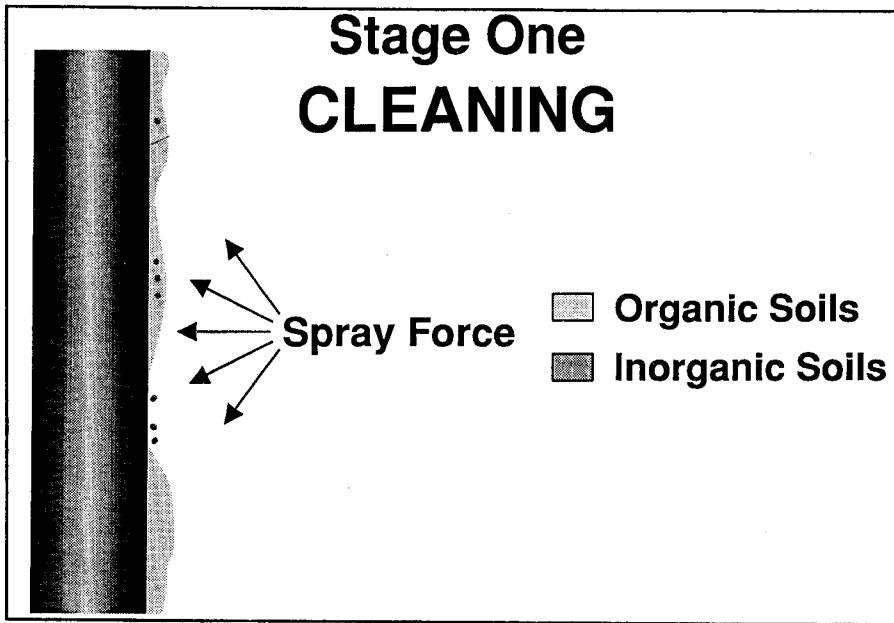 Stage One
CLEANING
Spray Force
Organic Soils
Inorganic Soils